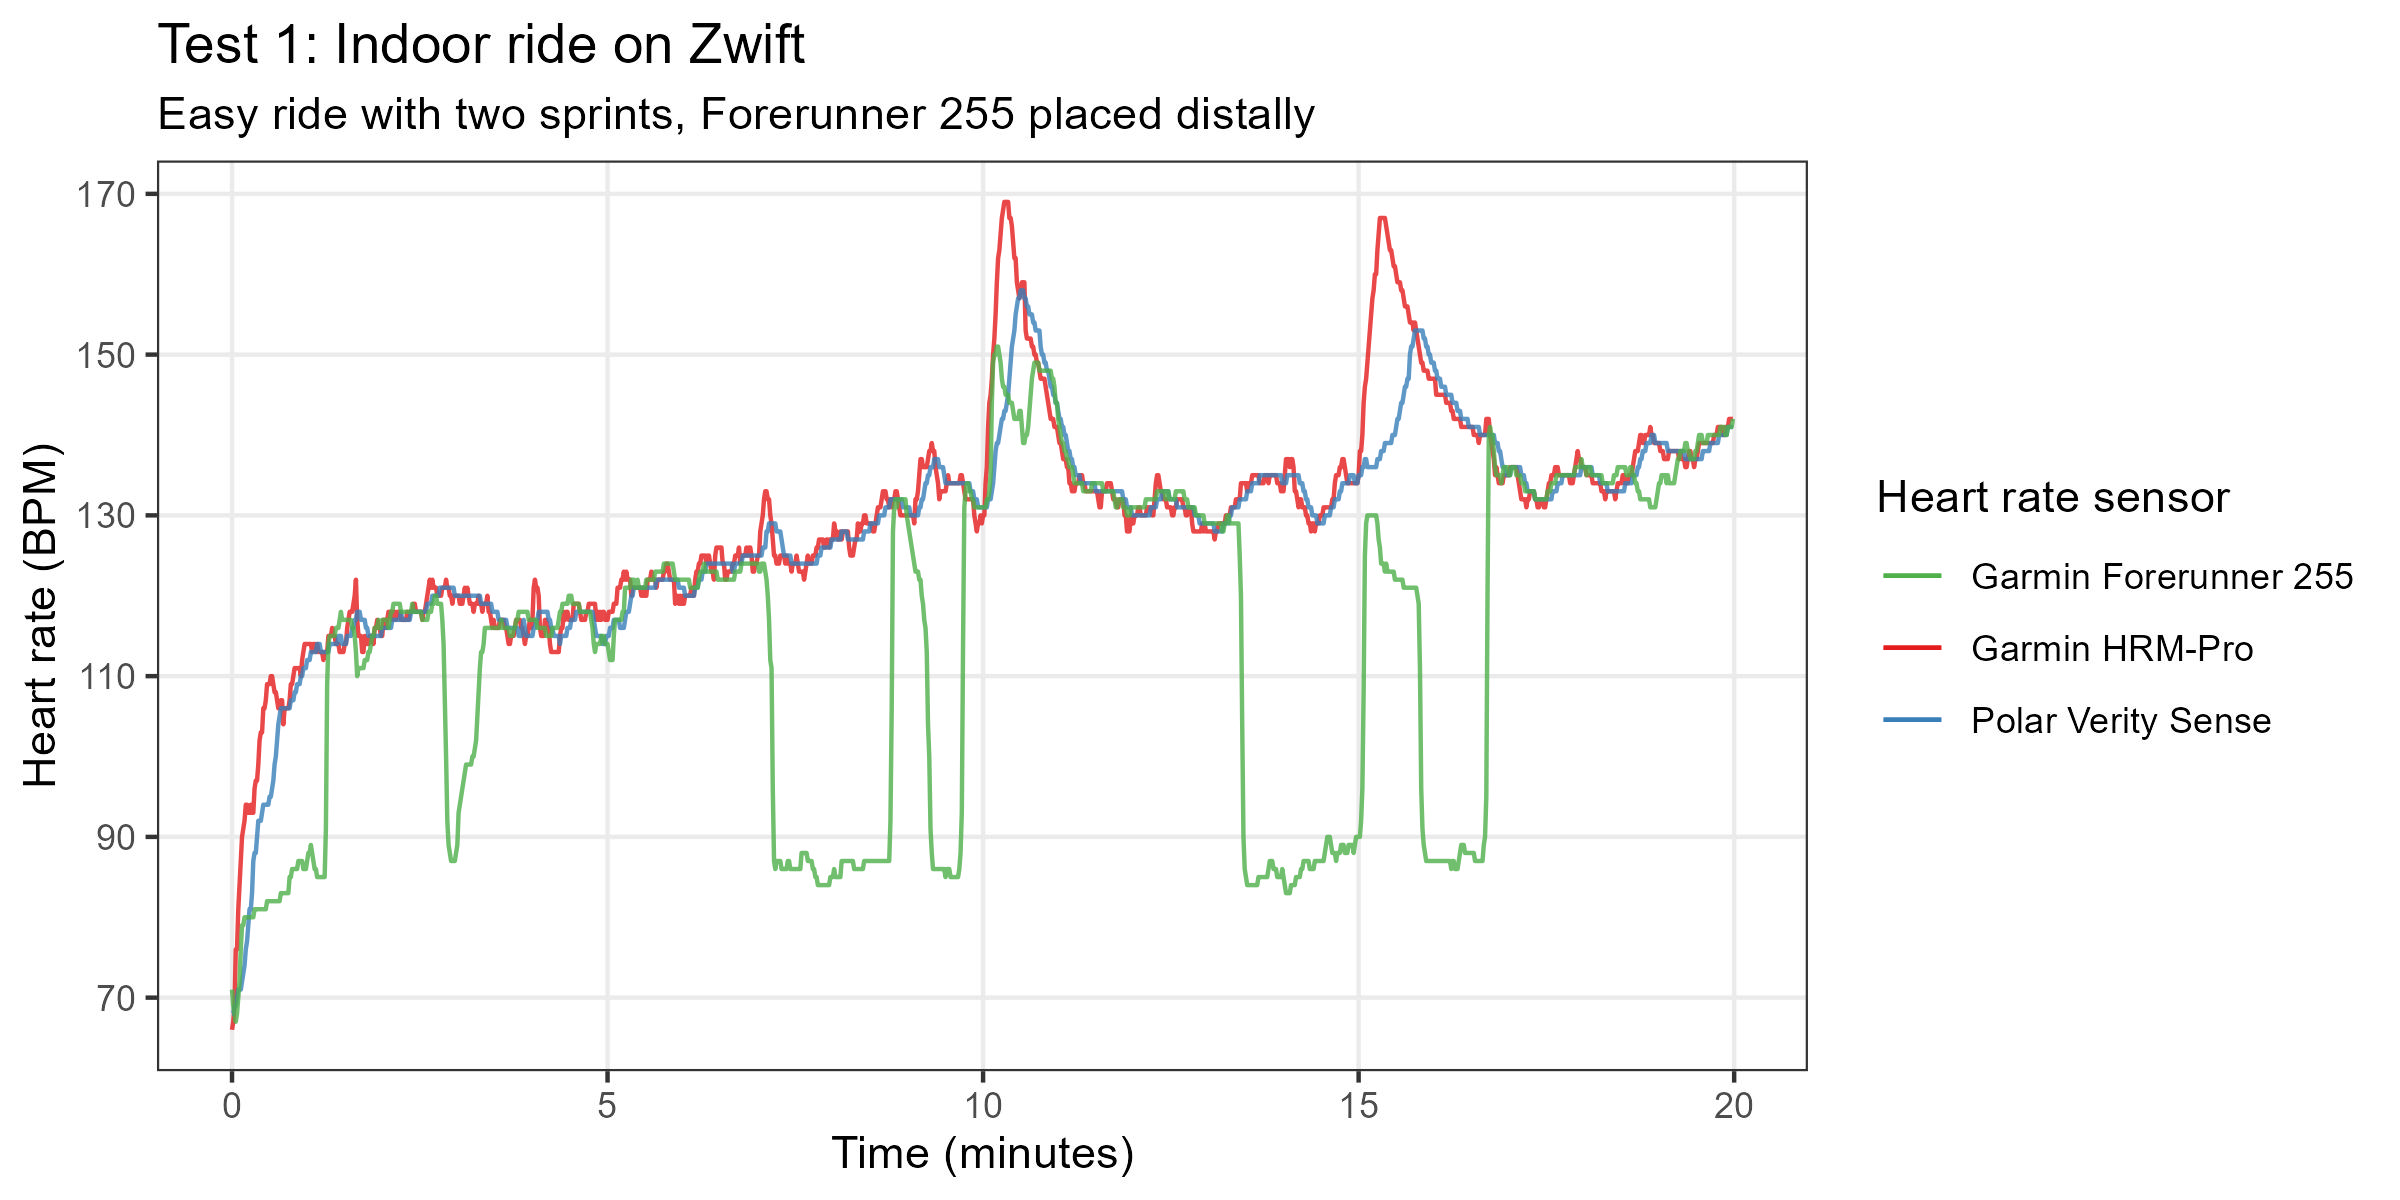 Test 1: Indoor ride on Zwift
Easy ride with two sprints, Forerunner 255 placed distally
Heart rate (BPM)
170
150
130
110
90
70
0
5
10
15
20
Time (minutes)
Heart rate sensor
Garmin Forerunner 255
Garmin HRM-Pro
Polar Verity Sense